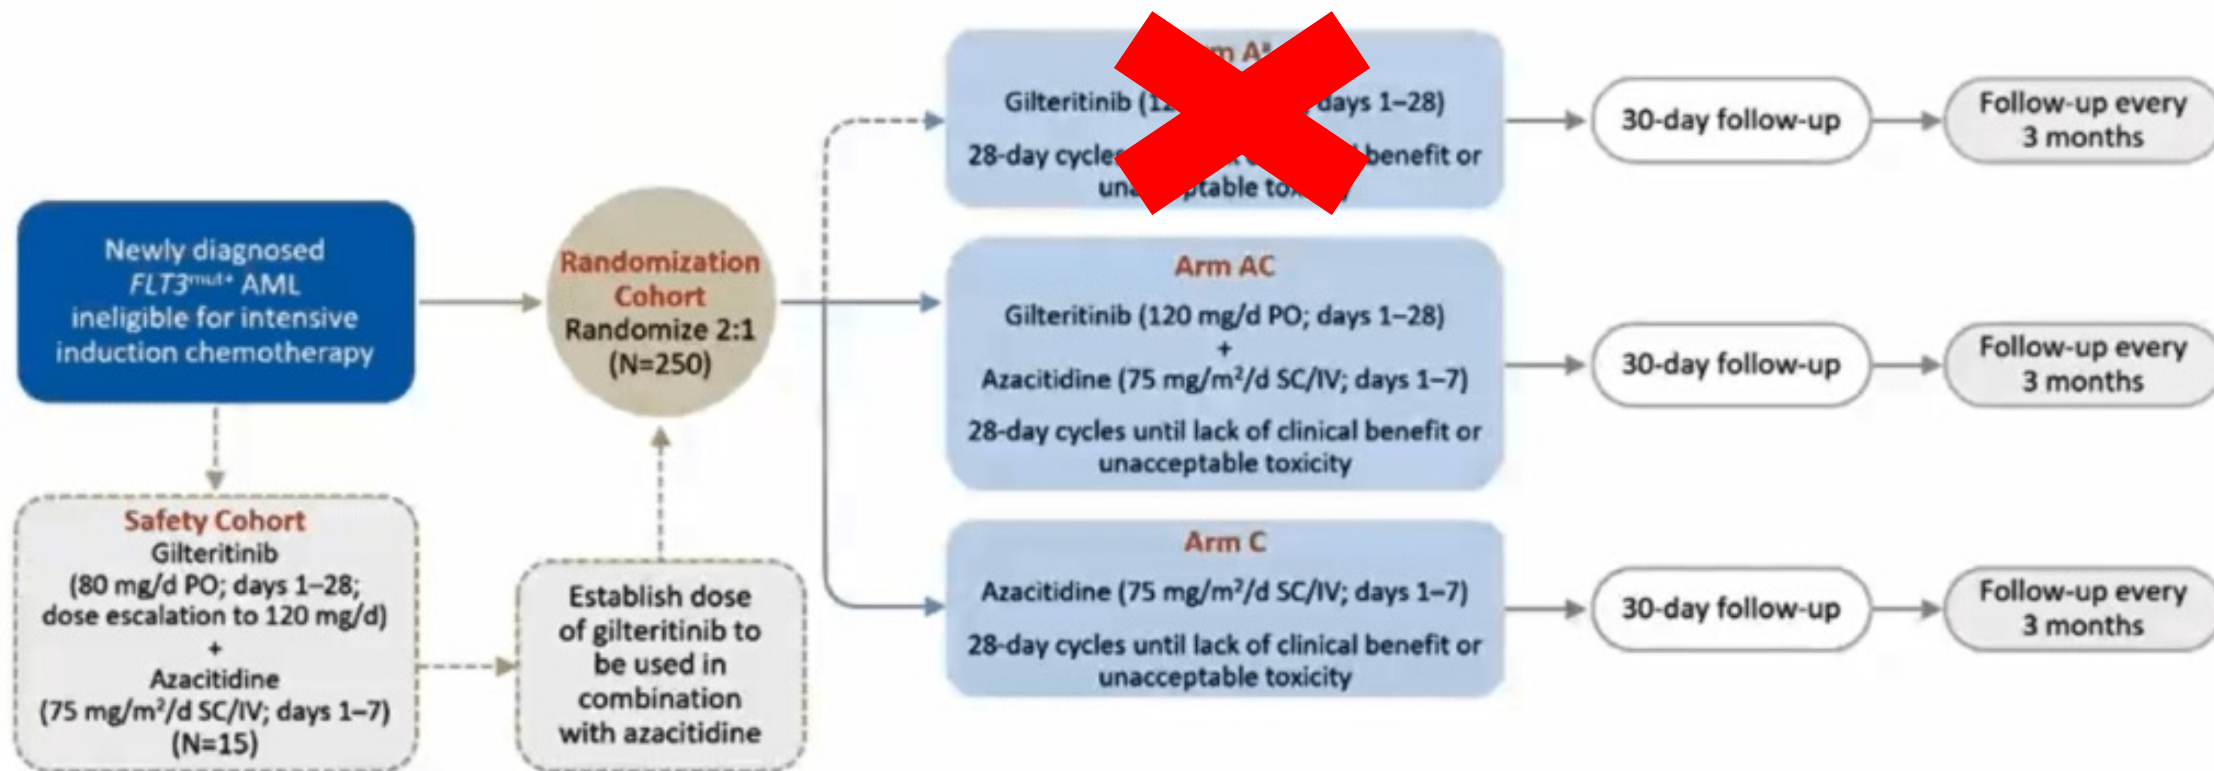 Newly diagnosed
FLT3ᵐᵘᵗ⁺ AML
ineligible for intensive
induction chemotherapy
Safety Cohort
Gilteritinib
(80 mg/d PO; days 1–28;
dose escalation to 120 mg/d)
+
Azacitidine
(75 mg/m²/d SC/IV; days 1–7)
(N=15)
Establish dose
of gilteritinib to
be used in
combination
with azacitidine
Randomization
Cohort
Randomize 2:1
(N=250)
Gilteritinib days 1–28)
28-day cycles benefit or
Arm AC
Gilteritinib (120 mg/d PO; days 1–28)
+
Azacitidine (75 mg/m²/d SC/IV; days 1–7)
28-day cycles until lack of clinical benefit or
unacceptable toxicity
Arm C
Azacitidine (75 mg/m²/d SC/IV; days 1–7)
28-day cycles until lack of clinical benefit or
unacceptable toxicity
30-day follow-up
Follow-up every
3 months
30-day follow-up
Follow-up every
3 months
30-day follow-up
Follow-up every
3 months